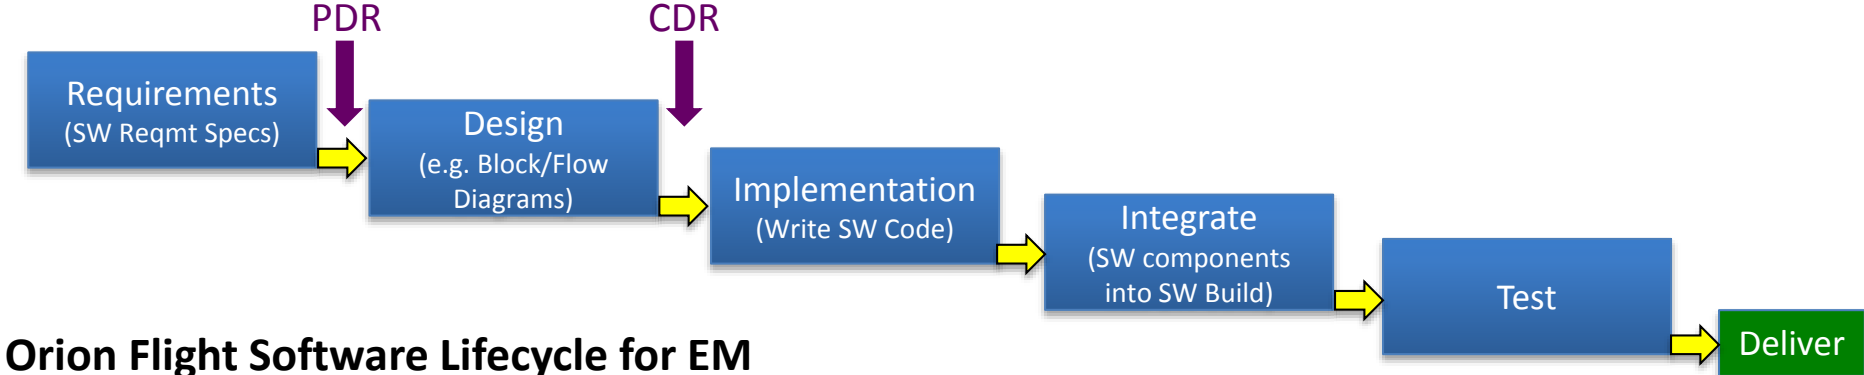 PDR
CDR
Requirements
(SW Reqmt Specs)
Design
(e.g. Block/Flow
Diagrams)
Implementation
(Write SW Code)
Integrate
(SW components
into SW Build)
Test
Deliver
Orion Flight Software Lifecycle for EM